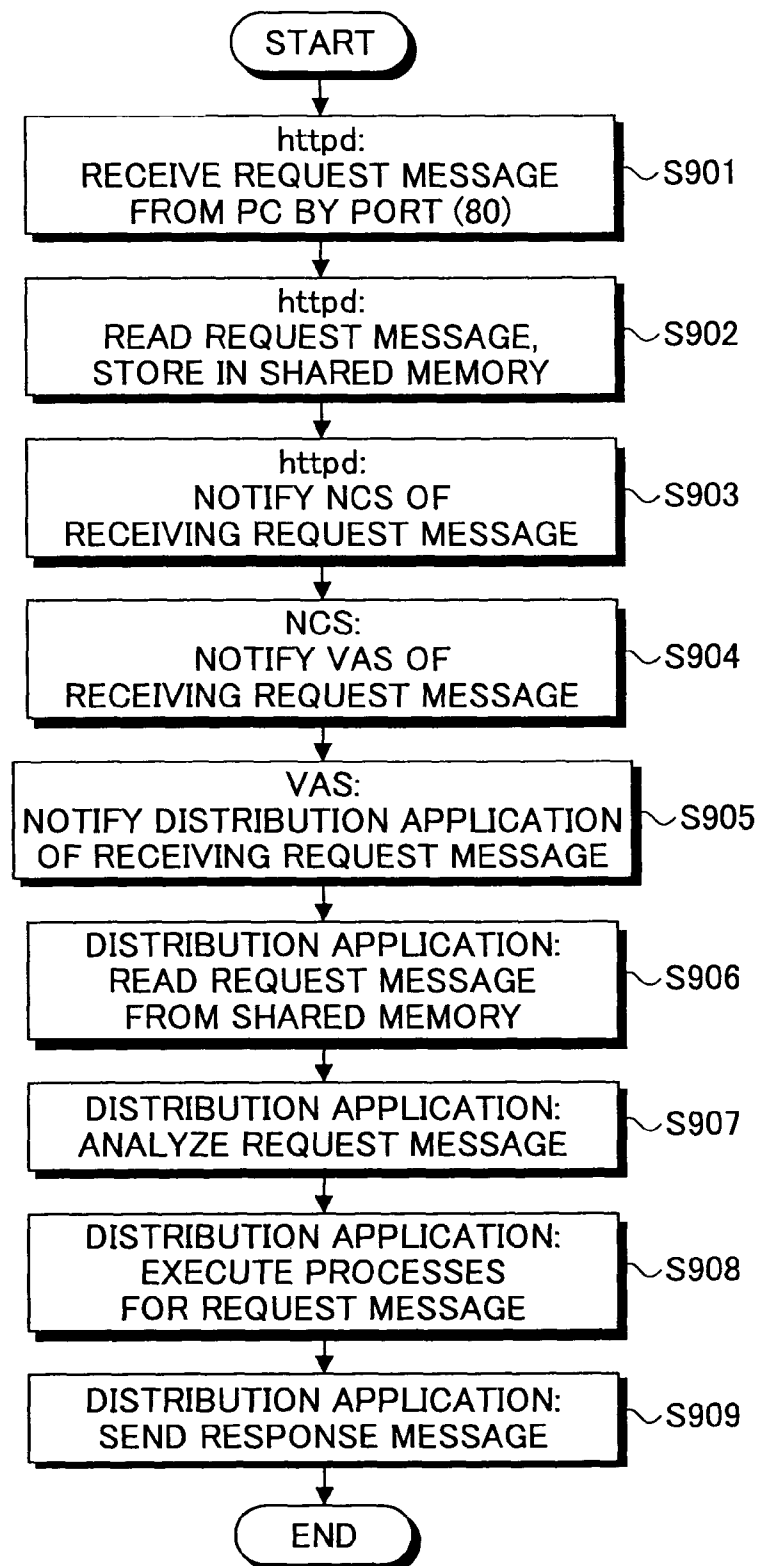 START
httpd:
RECEIVE REQUEST MESSAGE
FROM PC BY PORT (80)
S901
httpd:
READ REQUEST MESSAGE,
STORE IN SHARED MEMORY
S902
httpd:
NOTIFY NCS OF
RECEIVING REQUEST MESSAGE
S903
NCS:
NOTIFY VAS OF
RECEIVING REQUEST MESSAGE
S904
VAS:
NOTIFY DISTRIBUTION APPLICATION
OF RECEIVING REQUEST MESSAGE
S905
DISTRIBUTION APPLICATION:
READ REQUEST MESSAGE
FROM SHARED MEMORY
S906
DISTRIBUTION APPLICATION:
ANALYZE REQUEST MESSAGE
S907
DISTRIBUTION APPLICATION:
EXECUTE PROCESSES
FOR REQUEST MESSAGE
S908
DISTRIBUTION APPLICATION:
SEND RESPONSE MESSAGE
S909
END